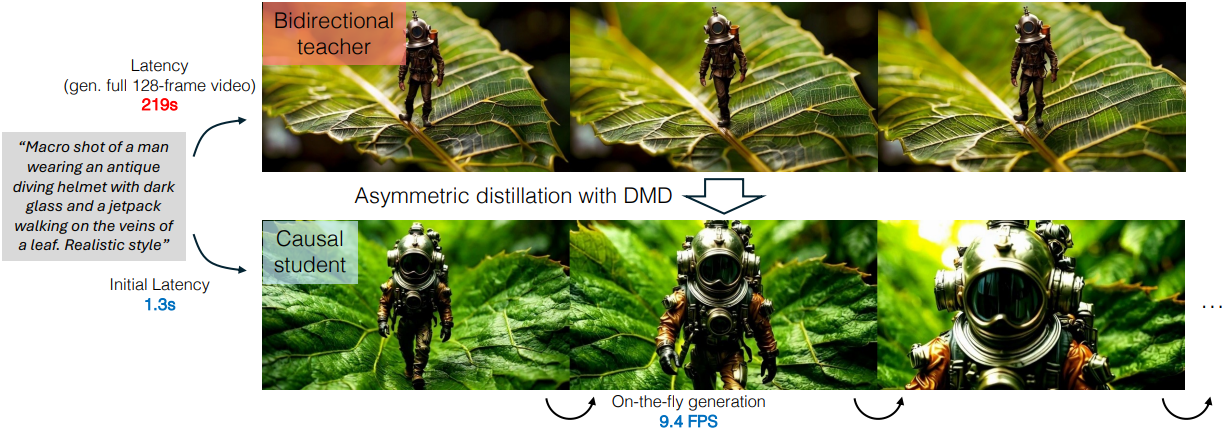 Bidirectional
teacher
Latency
(gen. full 128-frame video)
219s
“Macro shot of a man
wearing an antique
diving helmet with dark
glass and a jetpack
walking on the veins of
a leaf. Realistic style”
Asymmetric distillation with DMD
Causal
student
Initial Latency
1.3s
...
On-the-fly generation
9.4 FPS